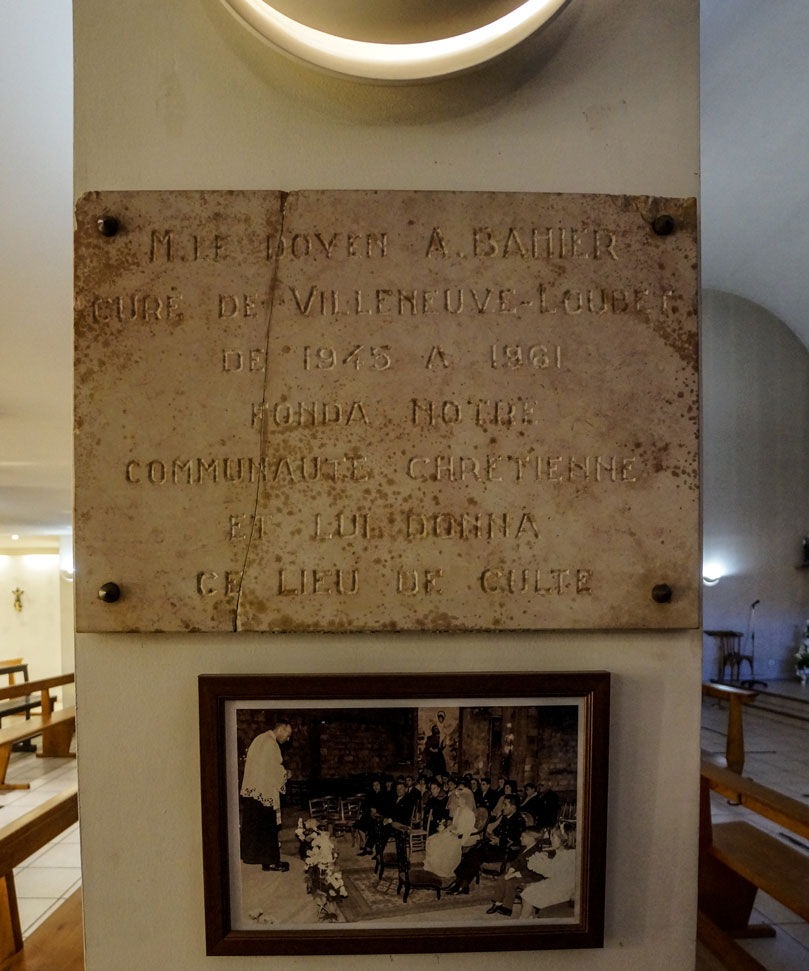 M. LE DOYEN A. BAHIER
CURE DE VILLENEUVE-LOUBET
DE 1945 A 1961
FONDA NOTRE
COMMUNAUTE CHRETIENNE
ET LUI DONNA
CE LIEU DE CULTE